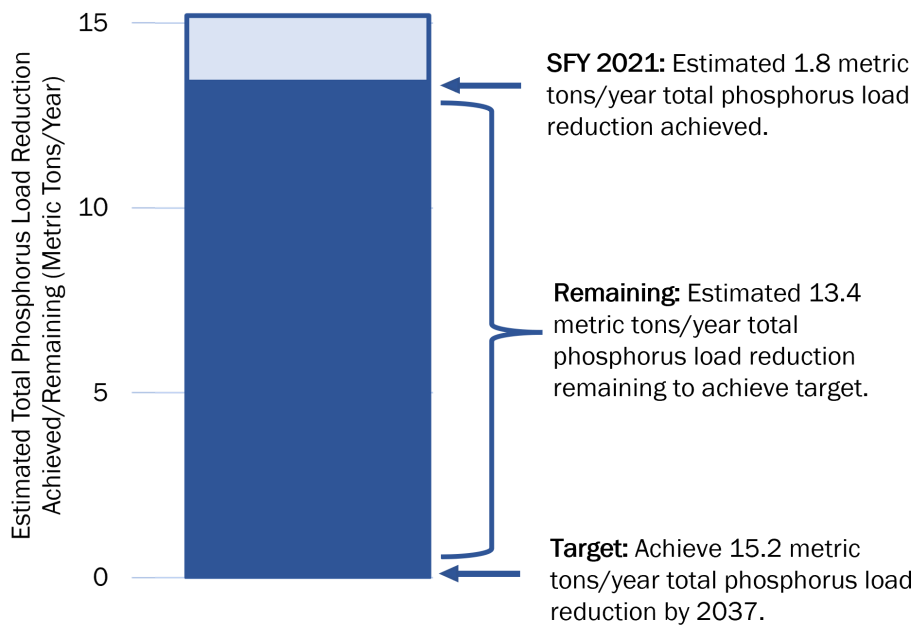 Estimated Total Phosphorus Load Reduction
Achieved/Remaining (Metric Tons/Year)
15
10
5
0
SFY 2021: Estimated 1.8 metric
tons/year total phosphorus load
reduction achieved.
Remaining: Estimated 13.4
metric tons/year total
phosphorus load reduction
remaining to achieve target.
Target: Achieve 15.2 metric
tons/year total phosphorus load
reduction by 2037.